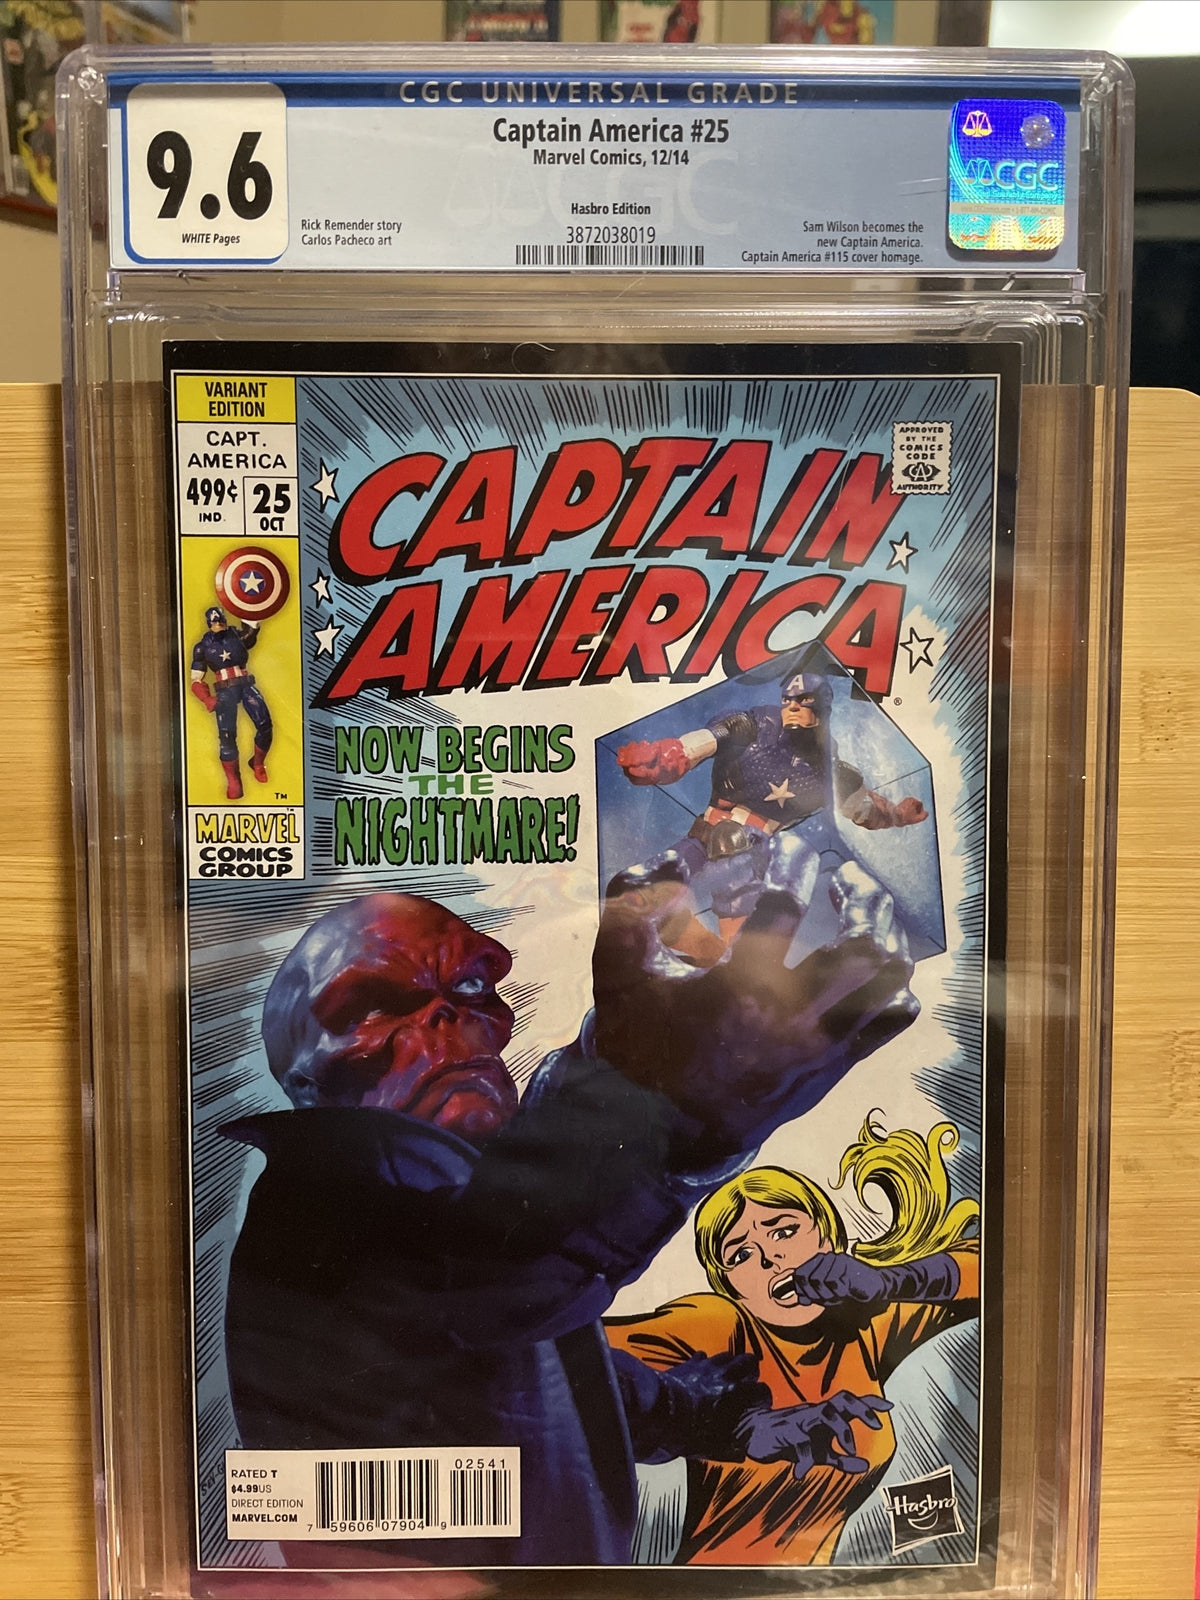 CGC UNIVERSAL GRADE
9.6
WHITE Pages
Captain America #25
Marvel Comics, 12/14
Hasbro Edition
3872038019
Rick Remender story
Carlos Pacheco art
Sam Wilson becomes the
new Captain America.
Captain America #115 cover homage.
CGC
CGC
VARIANT
EDITION
CAPT.
AMERICA
499¢
IND.
25
OCT
TM
MARVEL
COMICS
GROUP
CAPTAIN
AMERICA
®
APPROVED
BY THE
COMICS
CODE
CA
AUTHORITY
A
NOW BEGINS
THE
NIGHTMARE!
RATED T
$4.99US
DIRECT EDITION
MARVEL.COM
02541
7 59606 07904 9
Hasbro